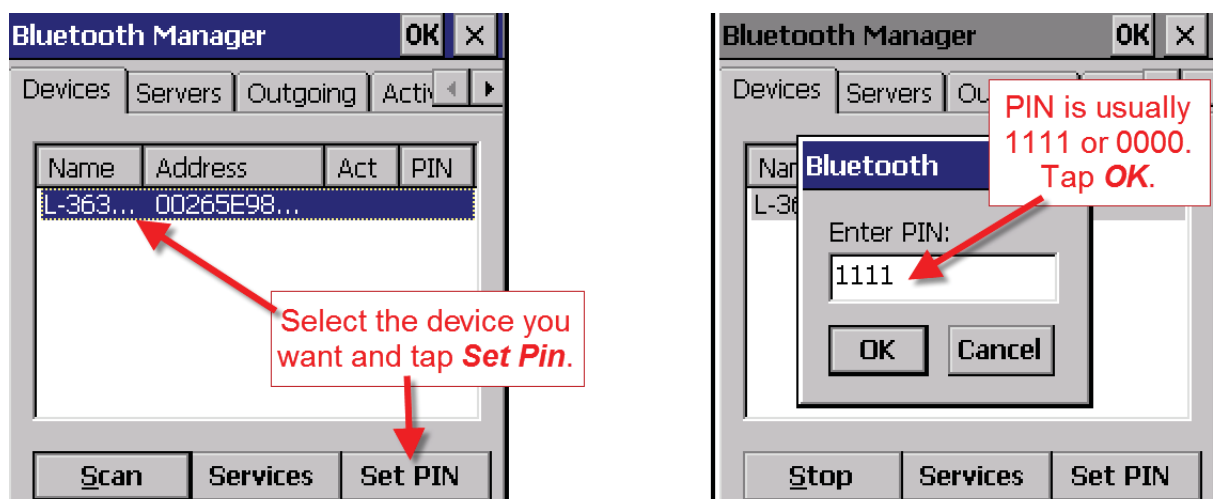 Bluetooth Manager OK ×
Devices Servers Outgoing Activ
Name Address Act PIN
L-363... 00265E98...
Select the device you
want and tap Set Pin.
Scan Services Set PIN
Bluetooth Manager OK ×
Devices Servers Ou
PIN is usually
1111 or 0000.
Tap OK.
Nar
Bluetooth
L-36
Enter PIN:
1111
OK Cancel
Stop Services Set PIN